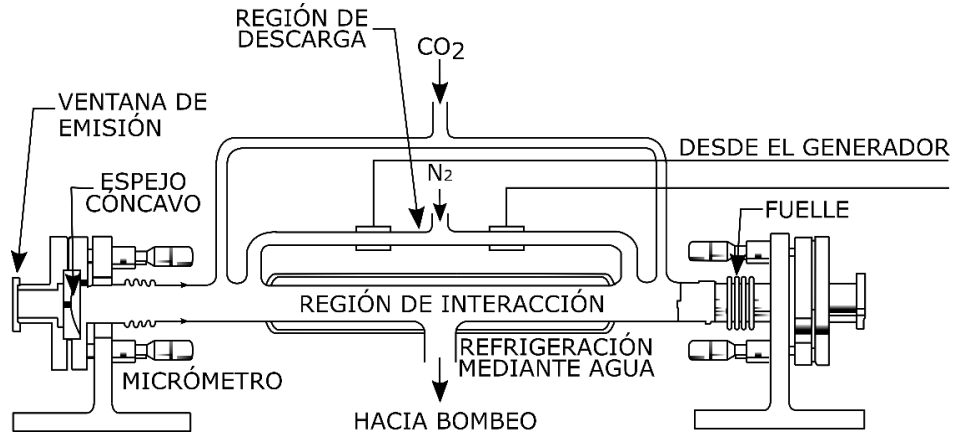 REGIÓN DE
DESCARGA
CO2
VENTANA DE
EMISIÓN
DESDE EL GENERADOR
N2
ESPEJO
CÓNCAVO
FUELLE
REGIÓN DE INTERACCIÓN
REFRIGERACIÓN
MEDIANTE AGUA
MICRÓMETRO
HACIA BOMBEO